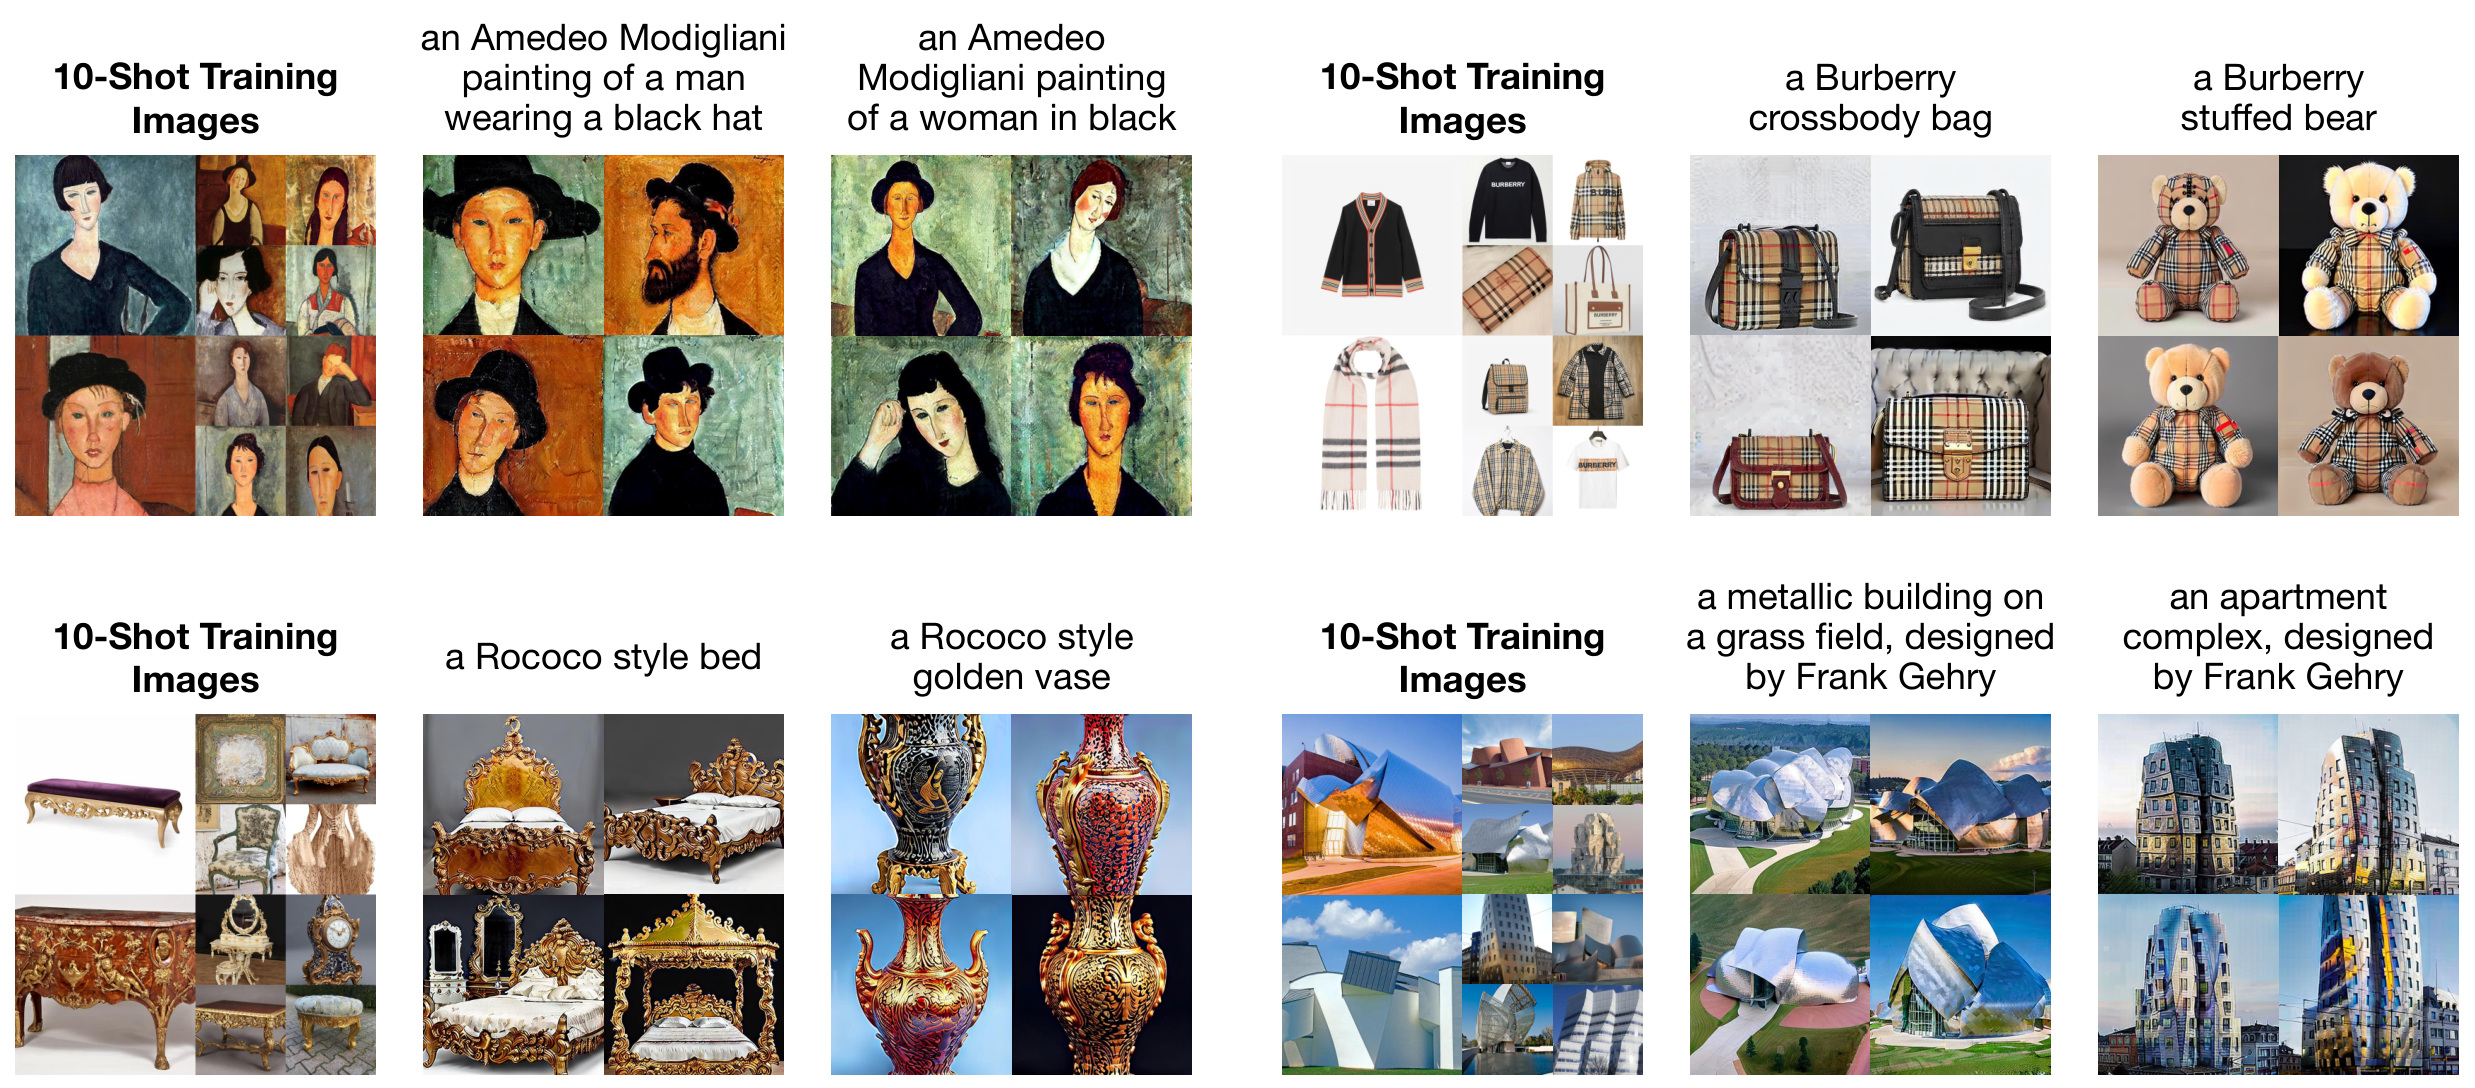 10-Shot Training
Images
an Amedeo Modigliani
painting of a man
wearing a black hat
an Amedeo
Modigliani painting
of a woman in black
10-Shot Training
Images
a Burberry
crossbody bag
a Burberry
stuffed bear
BURBERRY
BURBERRY
BURBERRY
10-Shot Training
Images
a Rococo style bed
a Rococo style
golden vase
10-Shot Training
Images
a metallic building on
a grass field, designed
by Frank Gehry
an apartment
complex, designed
by Frank Gehry